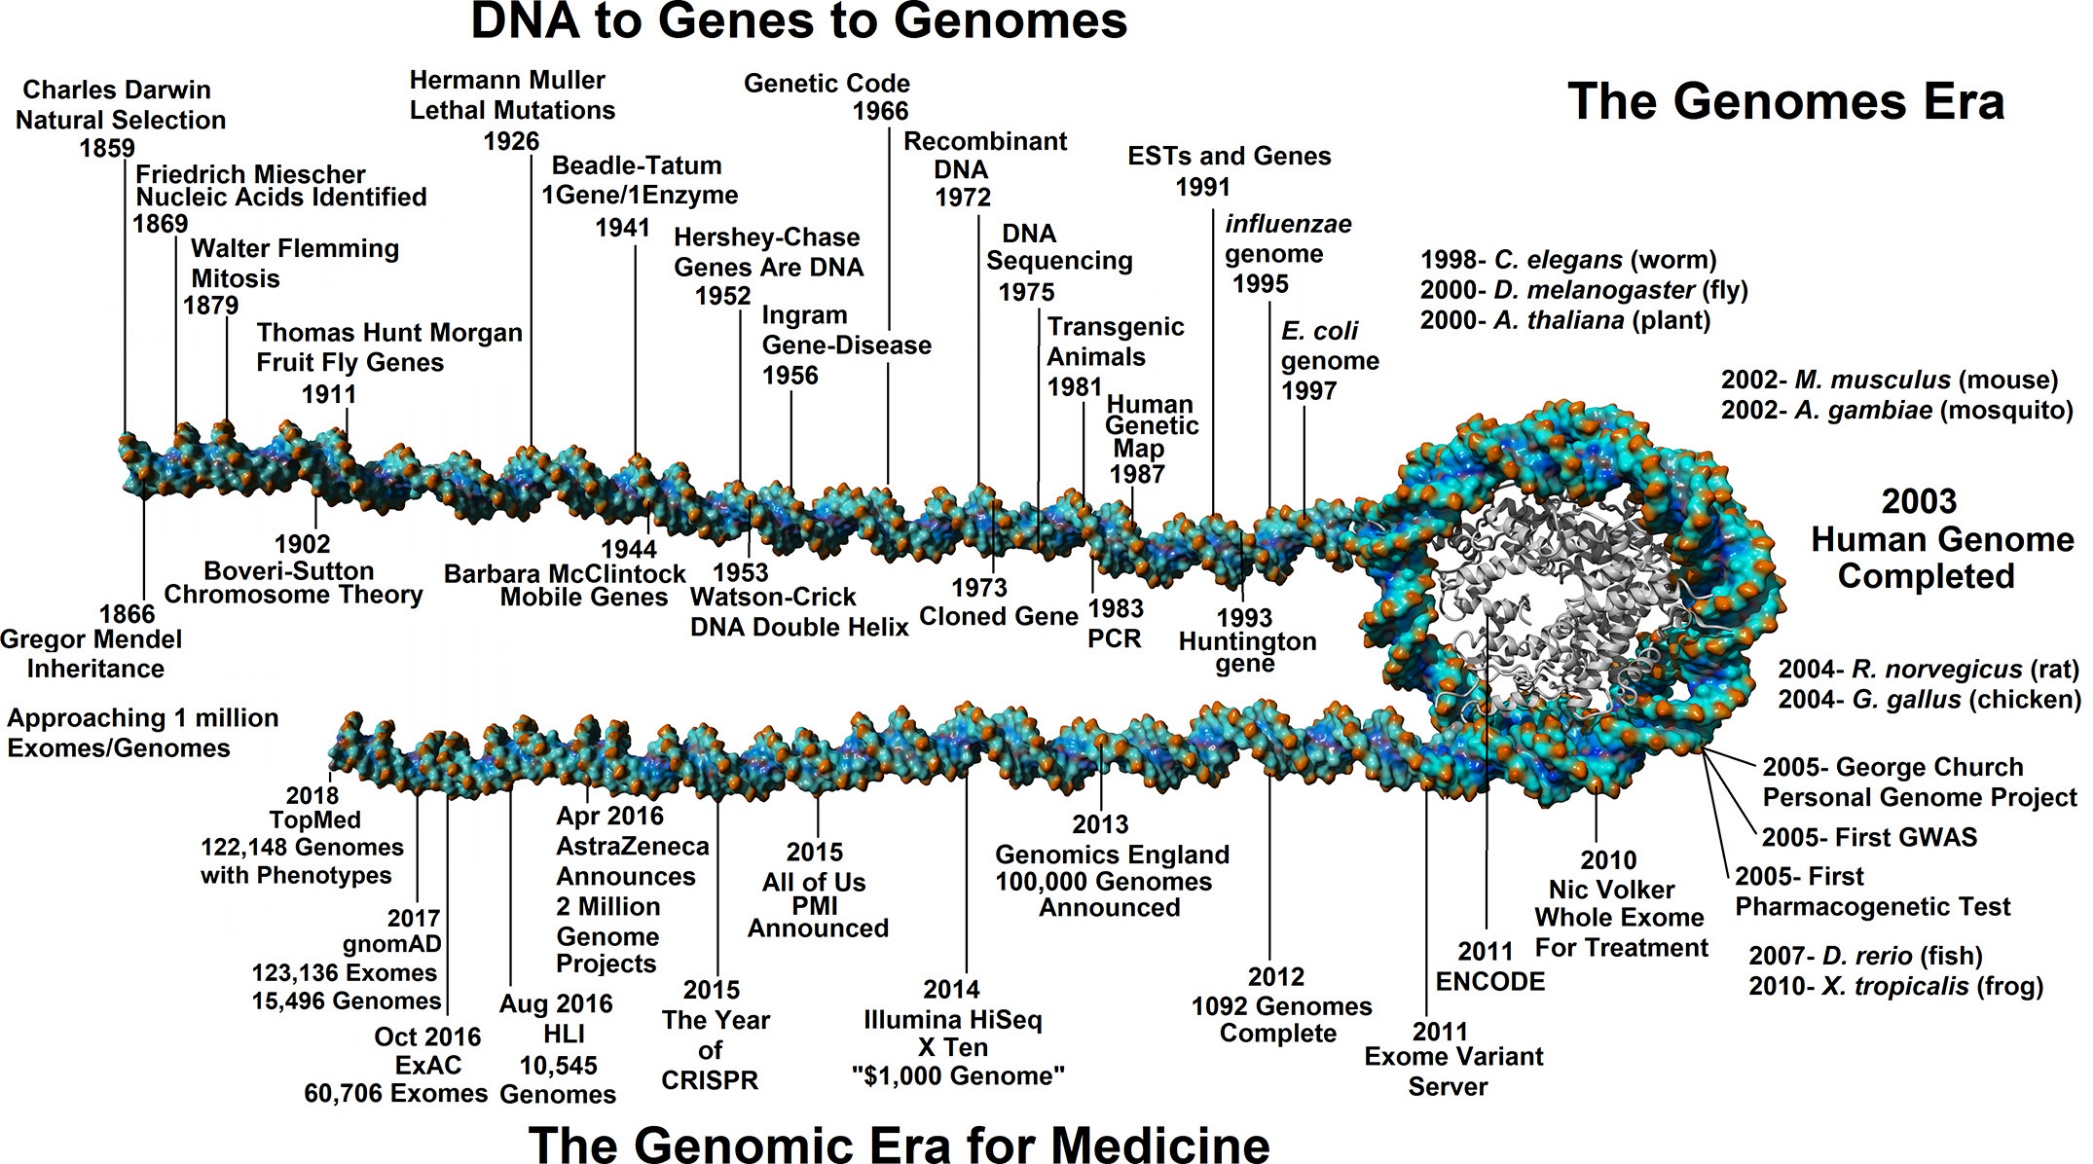 DNA to Genes to Genomes
Charles Darwin
Natural Selection
1859
Friedrich Miescher
Nucleic Acids Identified
1869
Walter Flemming
Mitosis
1879
Thomas Hunt Morgan
Fruit Fly Genes
1911
Hermann Muller
Lethal Mutations
1926
Beadle-Tatum
1Gene/1Enzyme
1941
Hershey-Chase
Genes Are DNA
1952
Ingram
Gene-Disease
1956
Genetic Code
1966
Recombinant
DNA
1972
DNA
Sequencing
1975
Transgenic
Animals
1981
Human
Genetic
Map
1987
ESTs and Genes
1991
influenzae
genome
1995
E. coli
genome
1997
1866
Gregor Mendel
Inheritance
1902
Boveri-Sutton
Chromosome Theory
1944
Barbara McClintock
Mobile Genes
1953
Watson-Crick
DNA Double Helix
1973
Cloned Gene
1983
PCR
1993
Huntington
gene
The Genomes Era
1998- C. elegans (worm)
2000- D. melanogaster (fly)
2000- A. thaliana (plant)
2002- M. musculus (mouse)
2002- A. gambiae (mosquito)
2003
Human Genome
Completed
2004- R. norvegicus (rat)
2004- G. gallus (chicken)
2005- George Church
Personal Genome Project
2005- First GWAS
2005- First
Pharmacogenetic Test
2007- D. rerio (fish)
2010- X. tropicalis (frog)
2010
Nic Volker
Whole Exome
For Treatment
2011
ENCODE
2011
Exome Variant
Server
2012
1092 Genomes
Complete
2013
Genomics England
100,000 Genomes
Announced
2014
Illumina HiSeq
X Ten
"$1,000 Genome"
2015
All of Us
PMI
Announced
2015
The Year
of
CRISPR
Apr 2016
AstraZeneca
Announces
2 Million
Genome
Projects
Aug 2016
HLI
10,545
Genomes
Oct 2016
ExAC
60,706 Exomes
2017
gnomAD
123,136 Exomes
15,496 Genomes
2018
TopMed
122,148 Genomes
with Phenotypes
Approaching 1 million
Exomes/Genomes
The Genomic Era for Medicine